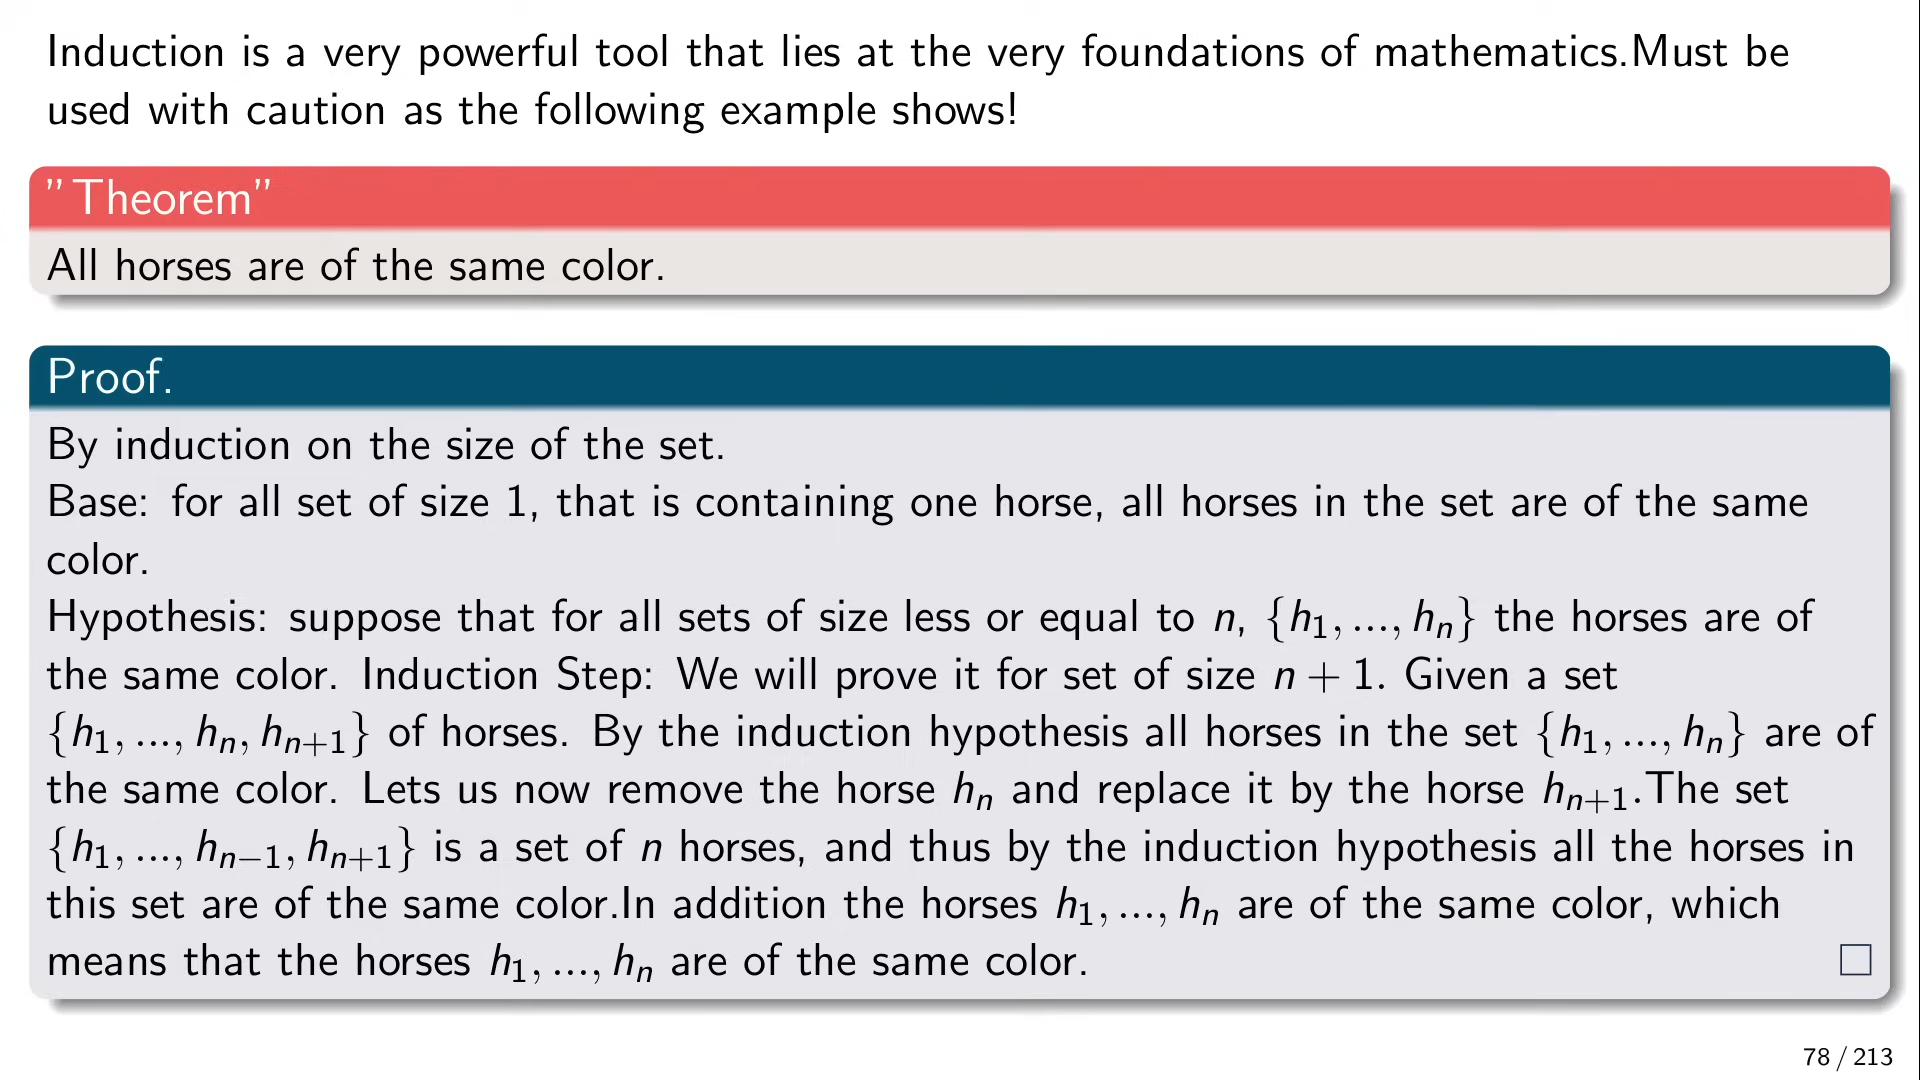 Induction is a very powerful tool that lies at the very foundations of mathematics.Must be
used with caution as the following example shows!
"Theorem"
All horses are of the same color.
Proof.
By induction on the size of the set.
Base: for all set of size 1, that is containing one horse, all horses in the set are of the same
color.
Hypothesis: suppose that for all sets of size less or equal to n, {h₁, ..., hₙ} the horses are of
the same color. Induction Step: We will prove it for set of size n + 1. Given a set
{h₁, ..., hₙ, hₙ₊₁} of horses. By the induction hypothesis all horses in the set {h₁, ..., hₙ} are of
the same color. Lets us now remove the horse hₙ and replace it by the horse hₙ₊₁.The set
{h₁, ..., hₙ₋₁, hₙ₊₁} is a set of n horses, and thus by the induction hypothesis all the horses in
this set are of the same color.In addition the horses h₁, ..., hₙ are of the same color, which
means that the horses h₁, ..., hₙ are of the same color. □
78 / 213